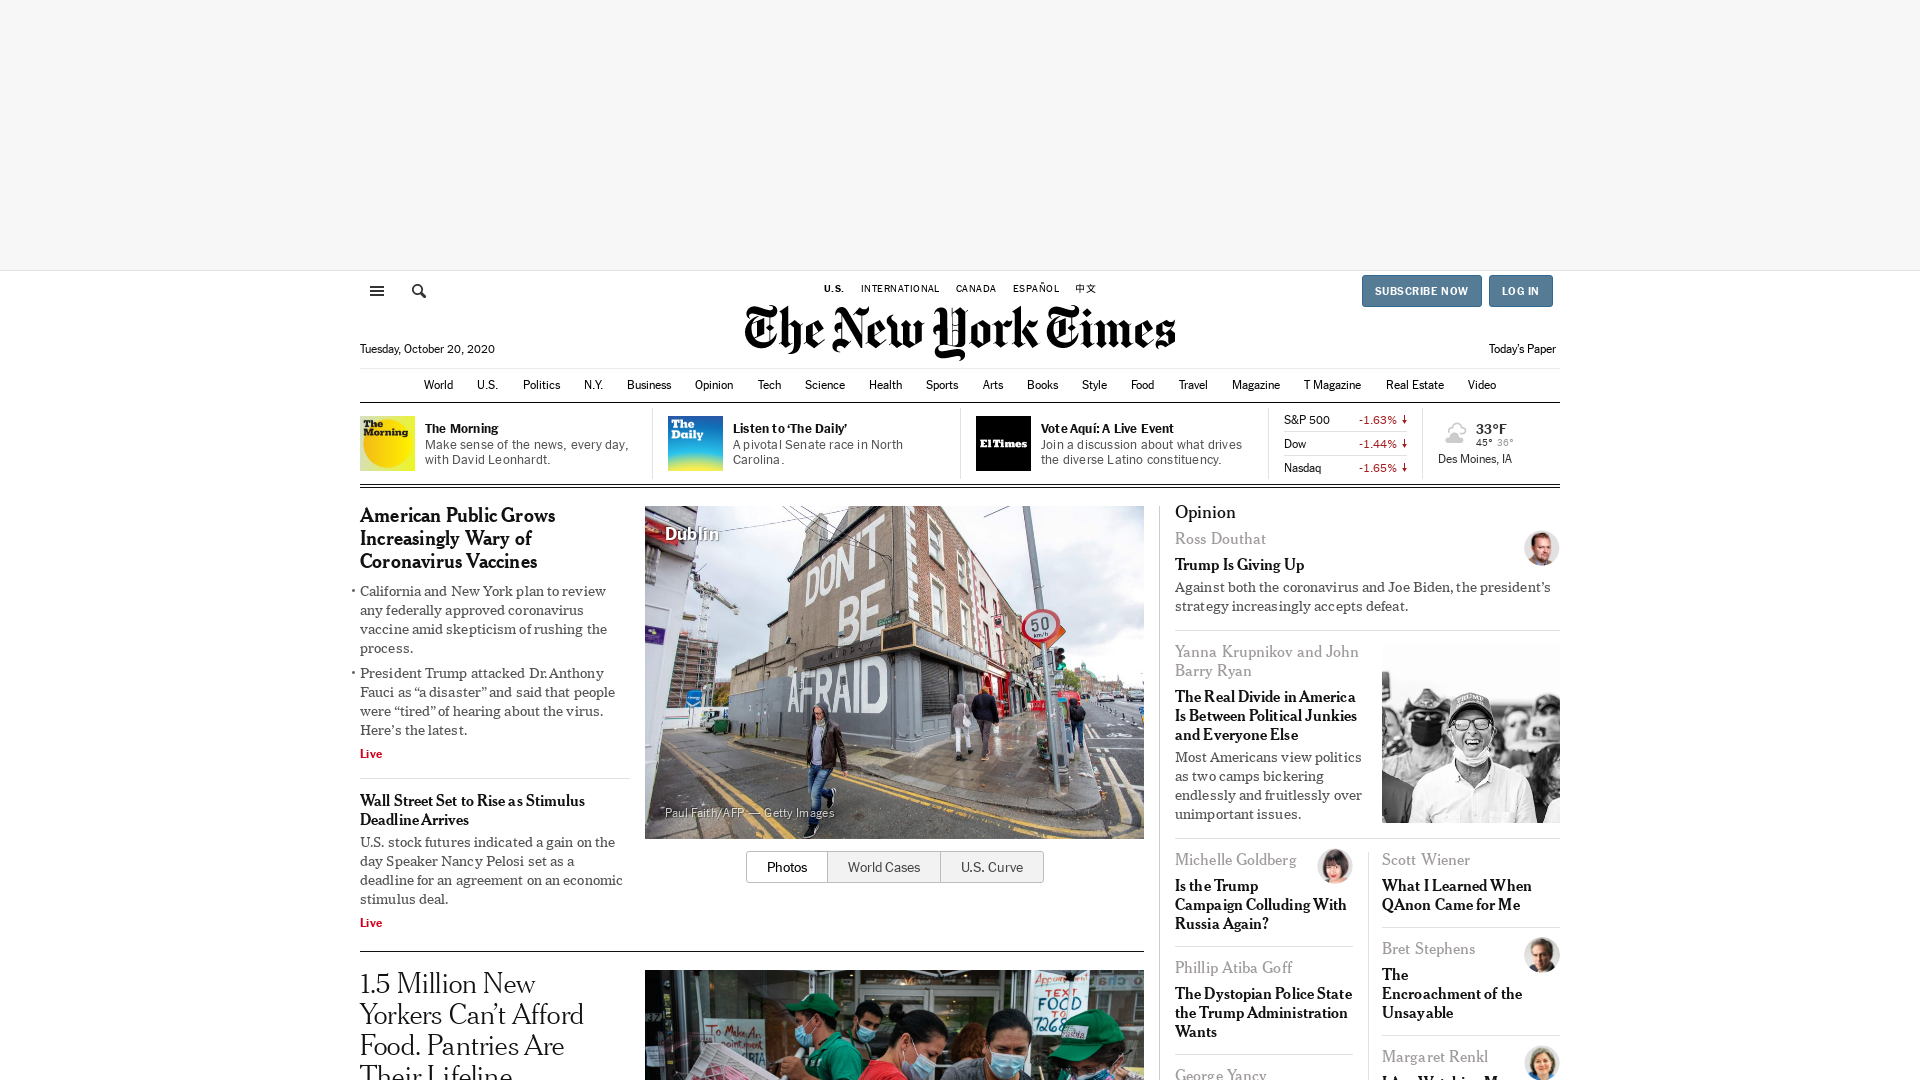 U.S.
INTERNATIONAL
CANADA
ESPAÑOL
中文
SUBSCRIBE NOW
LOG IN
The New York Times
Tuesday, October 20, 2020
Today’s Paper
World
U.S.
Politics
N.Y.
Business
Opinion
Tech
Science
Health
Sports
Arts
Books
Style
Food
Travel
Magazine
T Magazine
Real Estate
Video
The
Morning
The Morning
Make sense of the news, every day,
with David Leonhardt.
The
Daily
Listen to ‘The Daily’
A pivotal Senate race in North
Carolina.
El Times
Vote Aquí: A Live Event
Join a discussion about what drives
the diverse Latino constituency.
S&P 500 -1.63% ↓
Dow -1.44% ↓
Nasdaq -1.65% ↓
33°F
45° 36°
Des Moines, IA
American Public Grows
Increasingly Wary of
Coronavirus Vaccines
• California and New York plan to review
any federally approved coronavirus
vaccine amid skepticism of rushing the
process.
• President Trump attacked Dr. Anthony
Fauci as “a disaster” and said that people
were “tired” of hearing about the virus.
Here’s the latest.
Live
Wall Street Set to Rise as Stimulus
Deadline Arrives
U.S. stock futures indicated a gain on the
day Speaker Nancy Pelosi set as a
deadline for an agreement on an economic
stimulus deal.
Live
Dublin
DON'T
BE
AFRAID
50
km/h
Paul Faith/AFP — Getty Images
Photos
World Cases
U.S. Curve
1.5 Million New
Yorkers Can’t Afford
Food. Pantries Are
Their Lifeline.
To Make An
TEXT
FOOD
TO
726
Opinion
Ross Douthat
Trump Is Giving Up
Against both the coronavirus and Joe Biden, the president’s
strategy increasingly accepts defeat.
Yanna Krupnikov and John
Barry Ryan
The Real Divide in America
Is Between Political Junkies
and Everyone Else
Most Americans view politics
as two camps bickering
endlessly and fruitlessly over
unimportant issues.
Michelle Goldberg
Is the Trump
Campaign Colluding With
Russia Again?
Phillip Atiba Goff
The Dystopian Police State
the Trump Administration
Wants
George Yancy
Scott Wiener
What I Learned When
QAnon Came for Me
Bret Stephens
The
Encroachment of the
Unsayable
Margaret Renkl